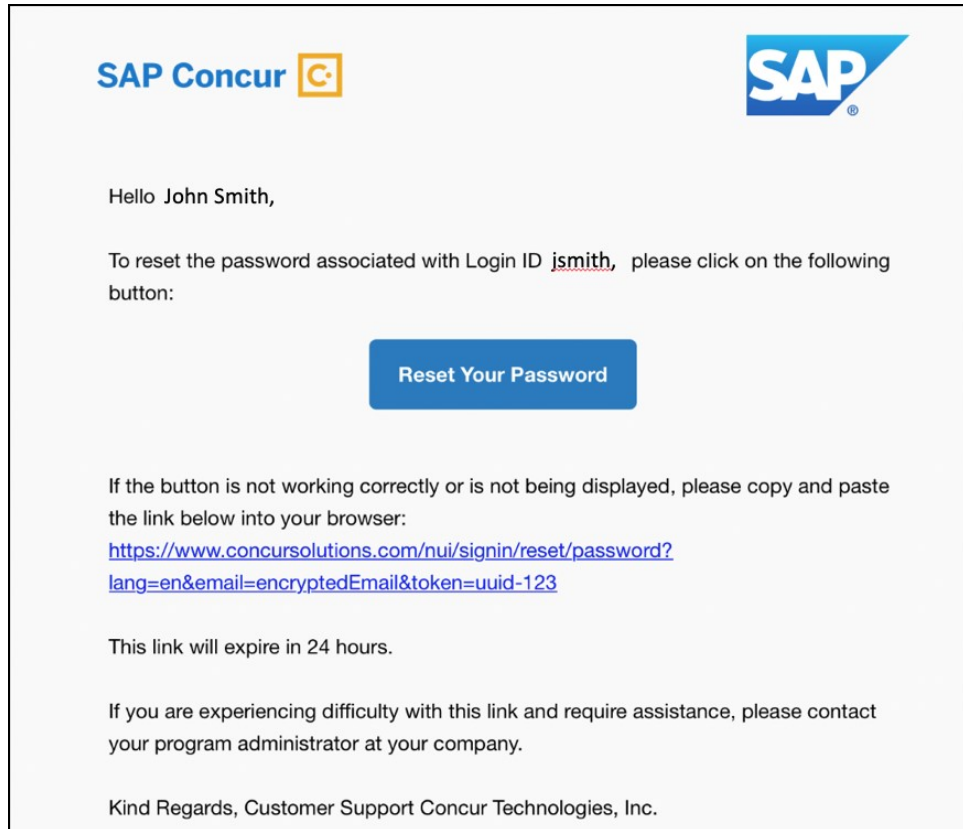 SAP Concur C
SAP
®
Hello John Smith,
To reset the password associated with Login ID jsmith, please click on the following
button:
Reset Your Password
If the button is not working correctly or is not being displayed, please copy and paste
the link below into your browser:
https://www.concursolutions.com/nui/signin/reset/password?
lang=en&email=encryptedEmail&token=uuid-123
This link will expire in 24 hours.
If you are experiencing difficulty with this link and require assistance, please contact
your program administrator at your company.
Kind Regards, Customer Support Concur Technologies, Inc.